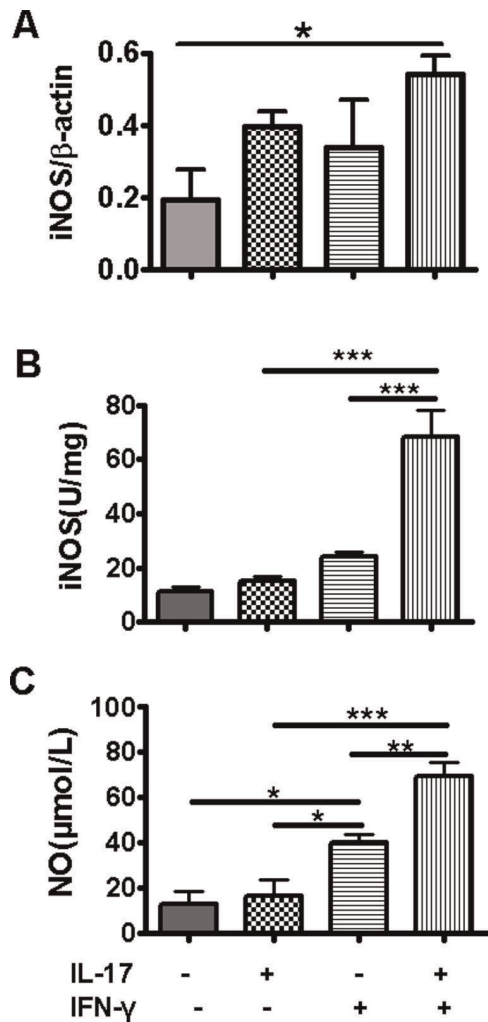 A
*
iNOS/β-actin
0.6
0.4
0.2
0.0
B
***
***
iNOS(U/mg)
80
60
40
20
0
C
***
**
*
*
NO(μmol/L)
100
80
60
40
20
0
IL-17 - + - +
IFN-γ - - + +